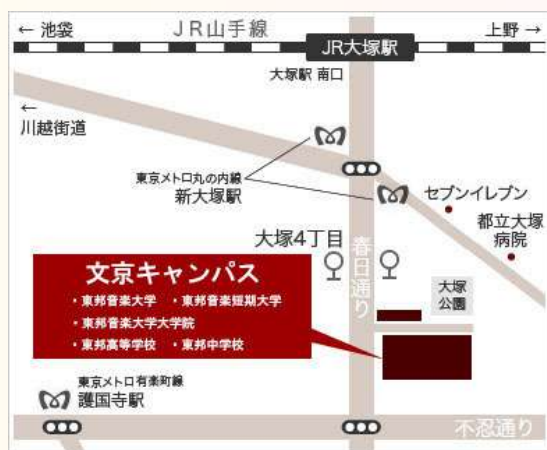 ← 池袋
JR山手線
上野 →
JR大塚駅
大塚駅 南口
←
川越街道
東京メトロ丸の内線
新大塚駅
セブンイレブン
都立大塚
病院
大塚4丁目
春日通り
大塚
公園
文京キャンパス
・東邦音楽大学 ・東邦音楽短期大学
・東邦音楽大学大学院
・東邦高等学校 ・東邦中学校
東京メトロ有楽町線
護国寺駅
不忍通り